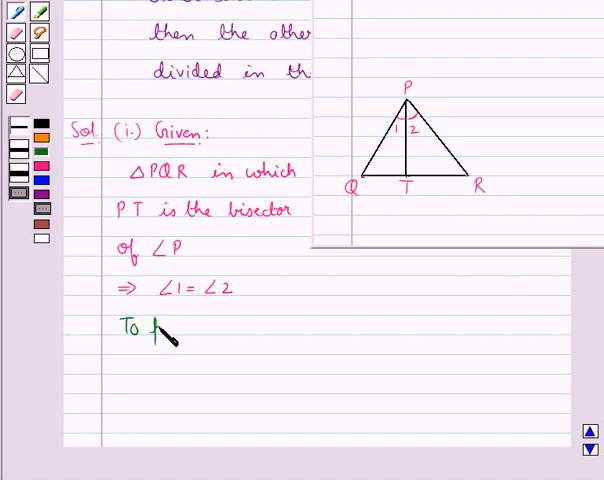 then the other
divided in th
P
1 2
Q T R
Sol. (i.) Given:
△PQR in which
PT is the bisector
of ∠P
⇒ ∠1 = ∠2
To